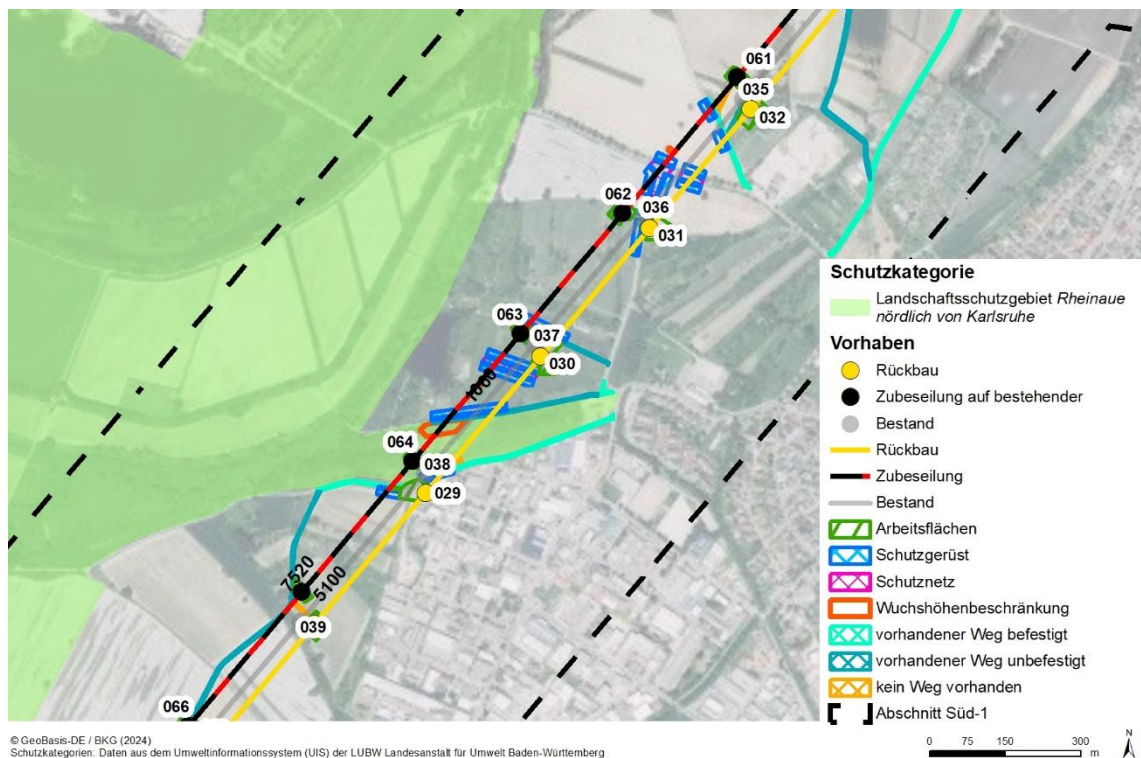 061
035
032
062
036
031
063
037
030
1000
064
038
029
7520
5100
039
066
Schutzkategorie
Landschaftsschutzgebiet Rheinaue
nördlich von Karlsruhe
Vorhaben
Rückbau
Zubeseilung auf bestehender
Bestand
Rückbau
Zubeseilung
Bestand
Arbeitsflächen
Schutzgerüst
Schutznetz
Wuchshöhenbeschränkung
vorhandener Weg befestigt
vorhandener Weg unbefestigt
kein Weg vorhanden
Abschnitt Süd-1
© GeoBasis-DE / BKG (2024)
Schutzkategorien: Daten aus dem Umweltinformationssystem (UIS) der LUBW Landesanstalt für Umwelt Baden-Württemberg
0 75 150 300
m
N